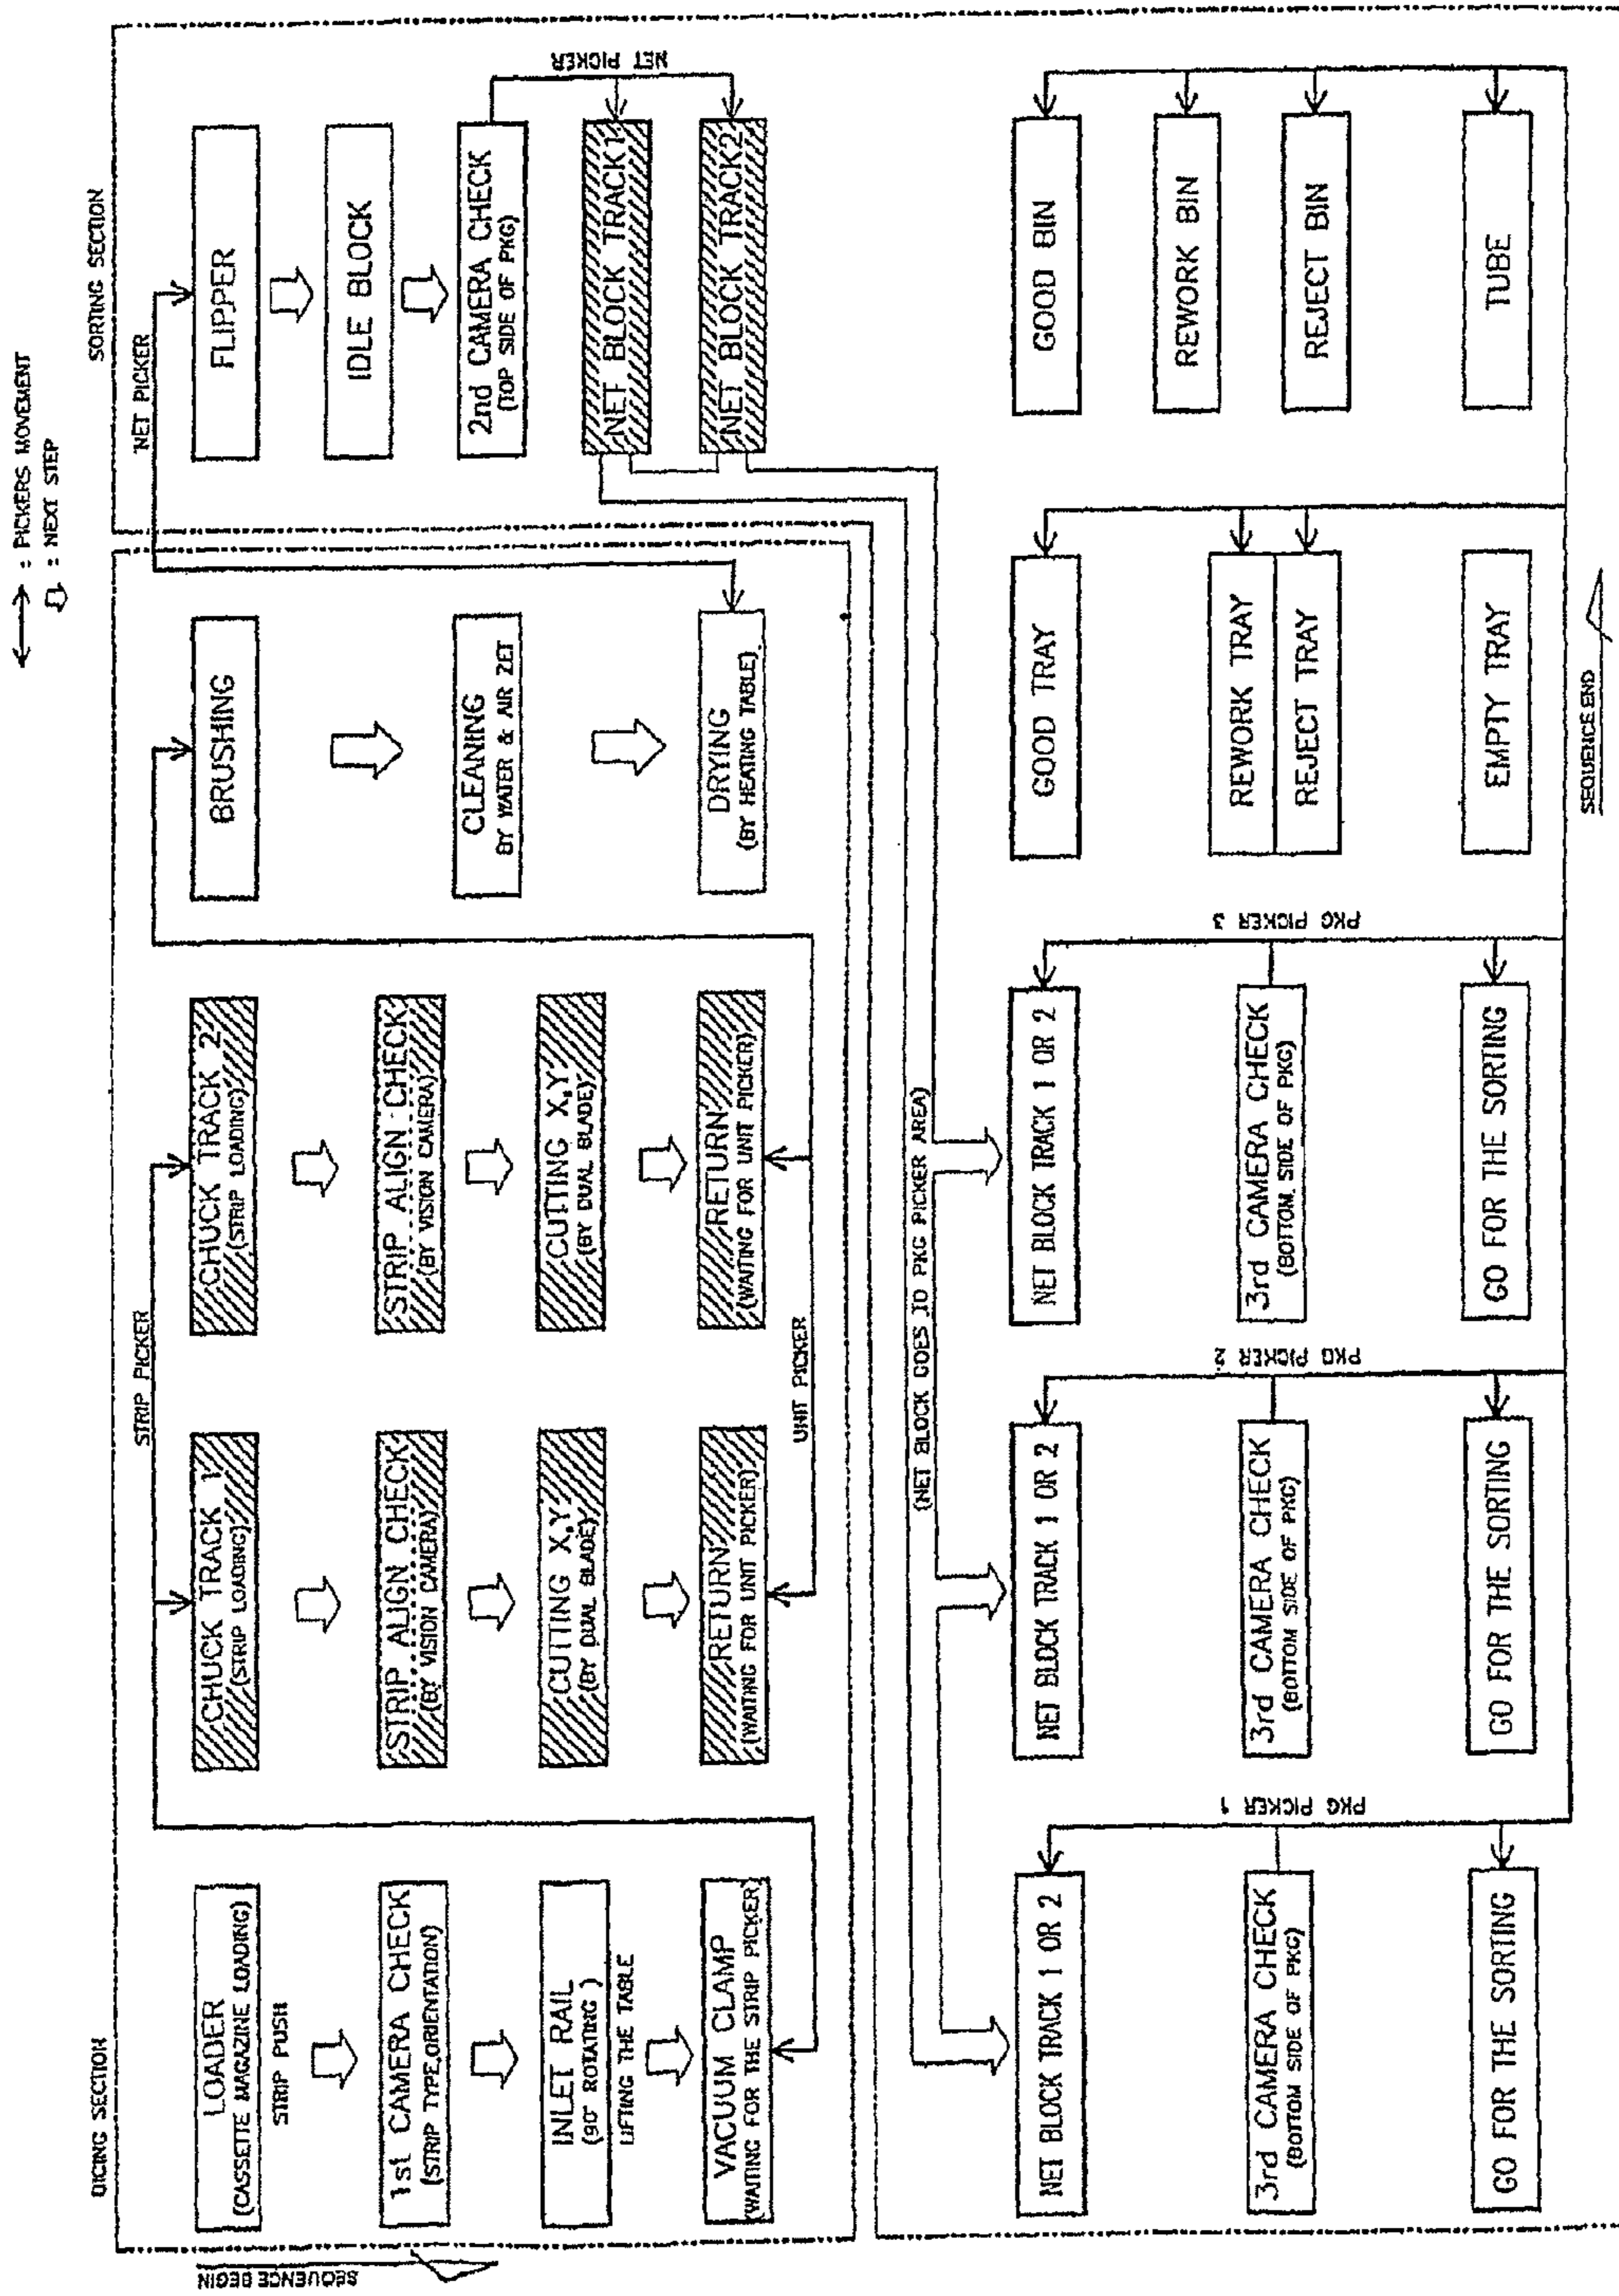 ←→ : PICKERS MOVEMENT
⇩ : NEXT STEP
DICING SECTION
SEQUENCE BEGIN
LOADER
(CASSETTE MAGAZINE LOADING)
STRIP PUSH
1st CAMERA CHECK
(STRIP TYPE,ORIENTATION)
INLET RAIL
(90° ROTATING )
LIFTING THE TABLE
VACUUM CLAMP
(WAITING FOR THE STRIP PICKER)
STRIP PICKER
CHUCK TRACK 1
(STRIP LOADING)
STRIP ALIGN CHECK
(BY VISION CAMERA)
CUTTING X,Y
(BY DUAL BLADE)
RETURN
(WAITING FOR UNIT PICKER)
CHUCK TRACK 2
(STRIP LOADING)
STRIP ALIGN CHECK
(BY VISION CAMERA)
CUTTING X,Y
(BY DUAL BLADE)
RETURN
(WAITING FOR UNIT PICKER)
UNIT PICKER
BRUSHING
CLEANING
BY WATER & AIR ZET
DRYING
(BY HEATING TABLE)
SORTING SECTION
NET PICKER
FLIPPER
IDLE BLOCK
2nd CAMERA CHECK
(TOP SIDE OF PKG)
NET BLOCK TRACK1
NET BLOCK TRACK2
NET PICKER
(NET BLOCK GOES TO PKG PICKER AREA)
NET BLOCK TRACK 1 OR 2
3rd CAMERA CHECK
(BOTTOM SIDE OF PKG)
GO FOR THE SORTING
PKG PICKER 1
NET BLOCK TRACK 1 OR 2
3rd CAMERA CHECK
(BOTTOM SIDE OF PKG)
GO FOR THE SORTING
PKG PICKER 2
NET BLOCK TRACK 1 OR 2
3rd CAMERA CHECK
(BOTTOM SIDE OF PKG)
GO FOR THE SORTING
PKG PICKER 3
GOOD TRAY
REWORK TRAY
REJECT TRAY
EMPTY TRAY
GOOD BIN
REWORK BIN
REJECT BIN
TUBE
SEQUENCE END